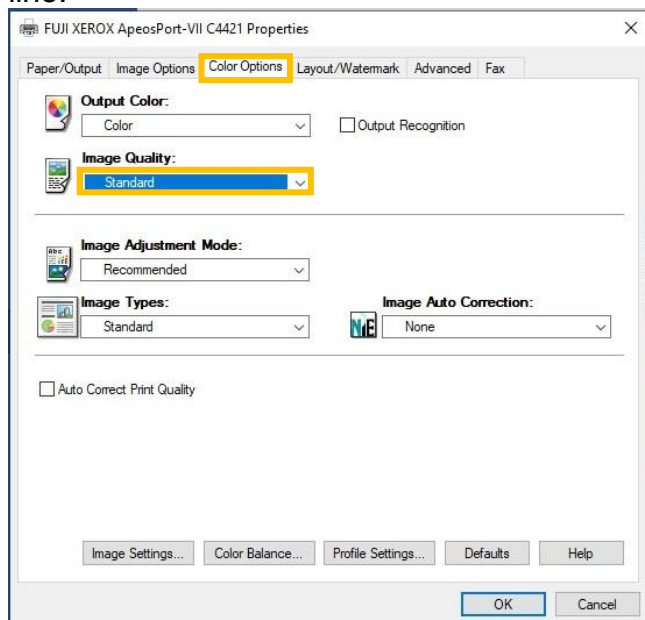 line.
FUJI XEROX ApeosPort-VII C4421 Properties
Paper/Output Image Options Color Options Layout/Watermark Advanced Fax
Output Color:
Color
Output Recognition
Image Quality:
Standard
Image Adjustment Mode:
Recommended
Image Types:
Standard
Image Auto Correction:
None
Auto Correct Print Quality
Image Settings... Color Balance... Profile Settings... Defaults Help
OK Cancel